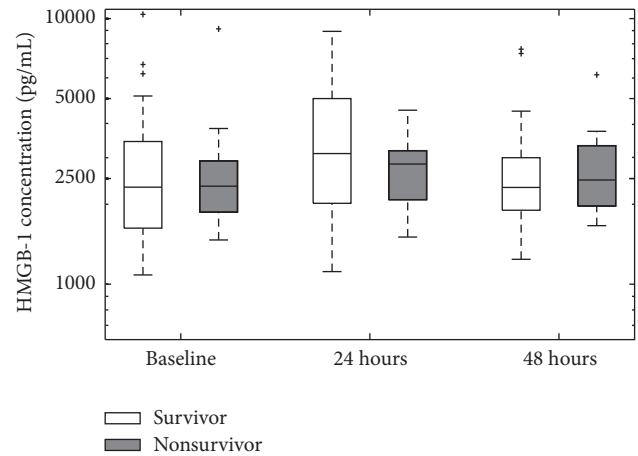 HMGB-1 concentration (pg/mL)
10000
5000
2500
1000
Baseline
24 hours
48 hours
Survivor
Nonsurvivor